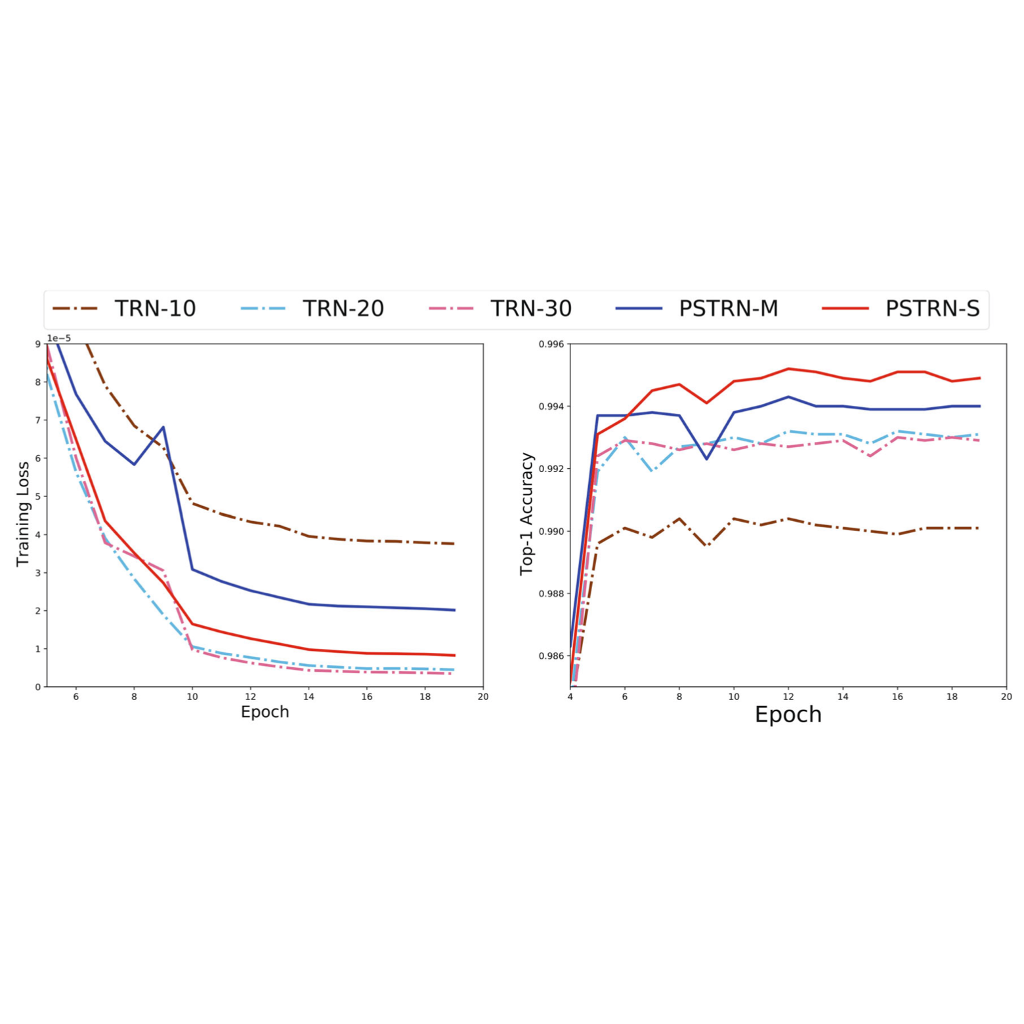 TRN-10 TRN-20 TRN-30 PSTRN-M PSTRN-S
1e−5
9
8
7
6
5
4
3
2
1
0
Training Loss
6 8 10 12 14 16 18 20
Epoch
0.996
0.994
0.992
0.990
0.988
0.986
Top-1 Accuracy
4 6 8 10 12 14 16 18 20
Epoch